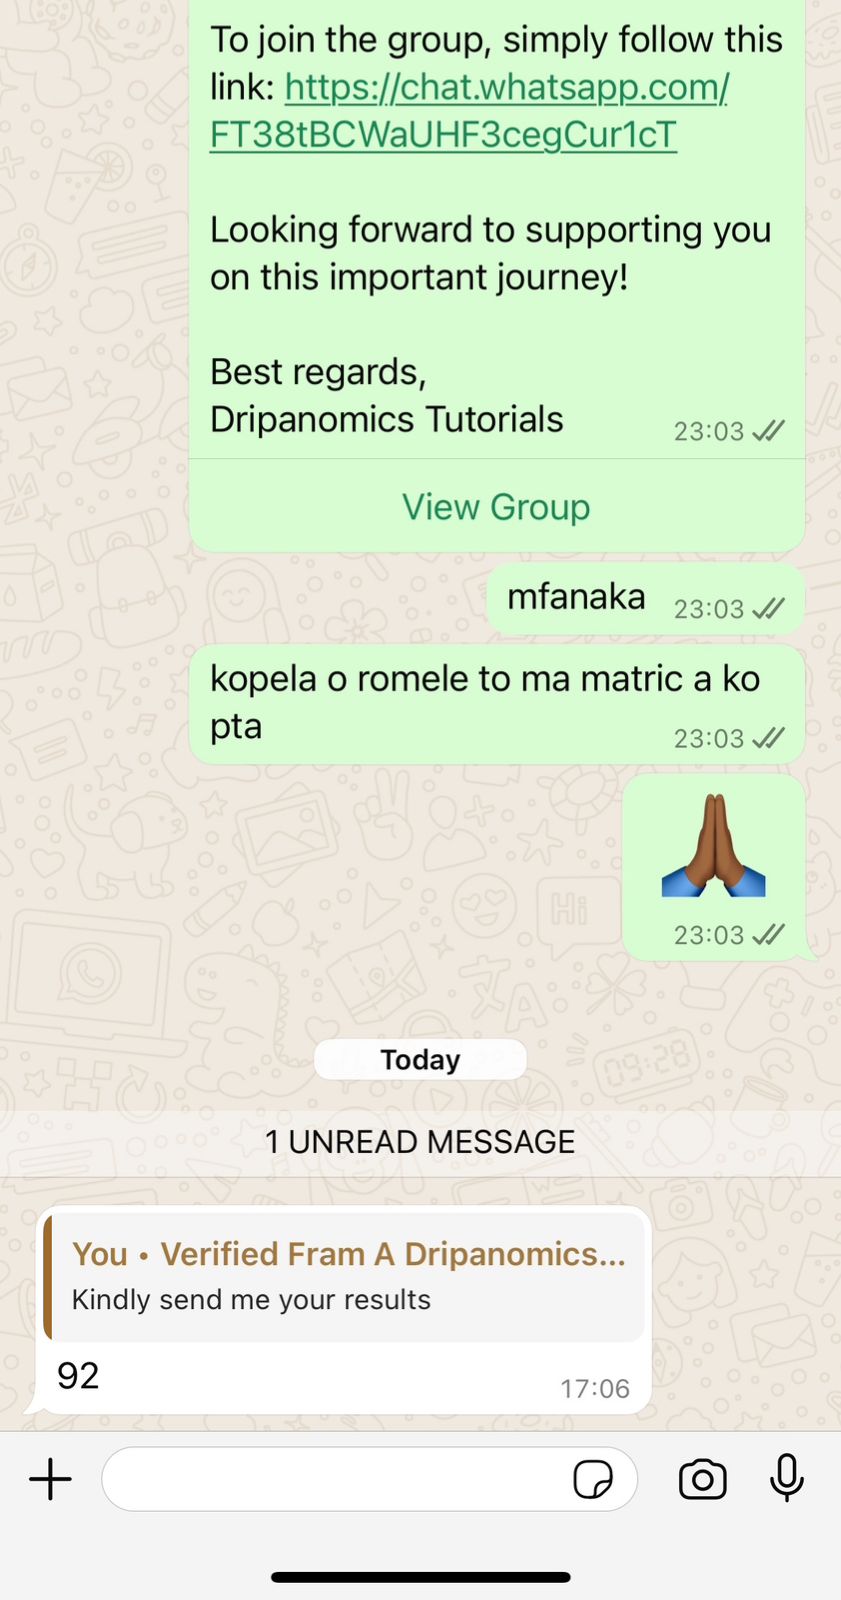 To join the group, simply follow this
link: https://chat.whatsapp.com/
FT38tBCWaUHF3cegCur1cT
Looking forward to supporting you
on this important journey!
Best regards,
Dripanomics Tutorials
23:03
View Group
mfanaka
23:03
kopela o romele to ma matric a ko
pta
23:03
🙏🏾
23:03
Today
1 UNREAD MESSAGE
You • Verified Fram A Dripanomics...
Kindly send me your results
92
17:06